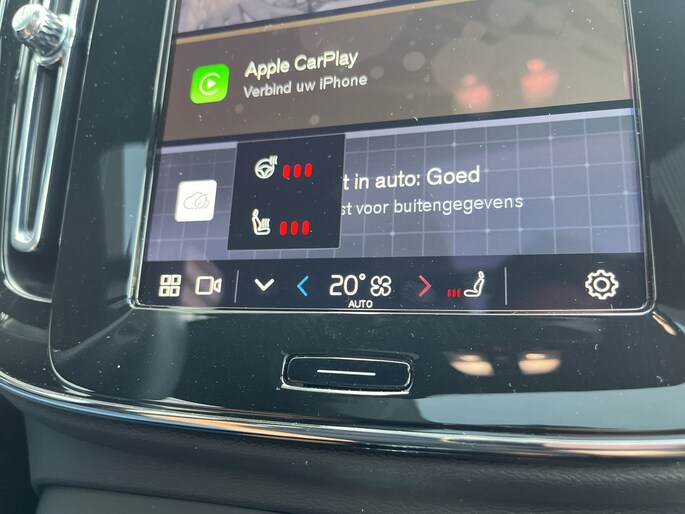 Apple CarPlay
Verbind uw iPhone
t in auto: Goed
st voor buitengegevens
20°
AUTO